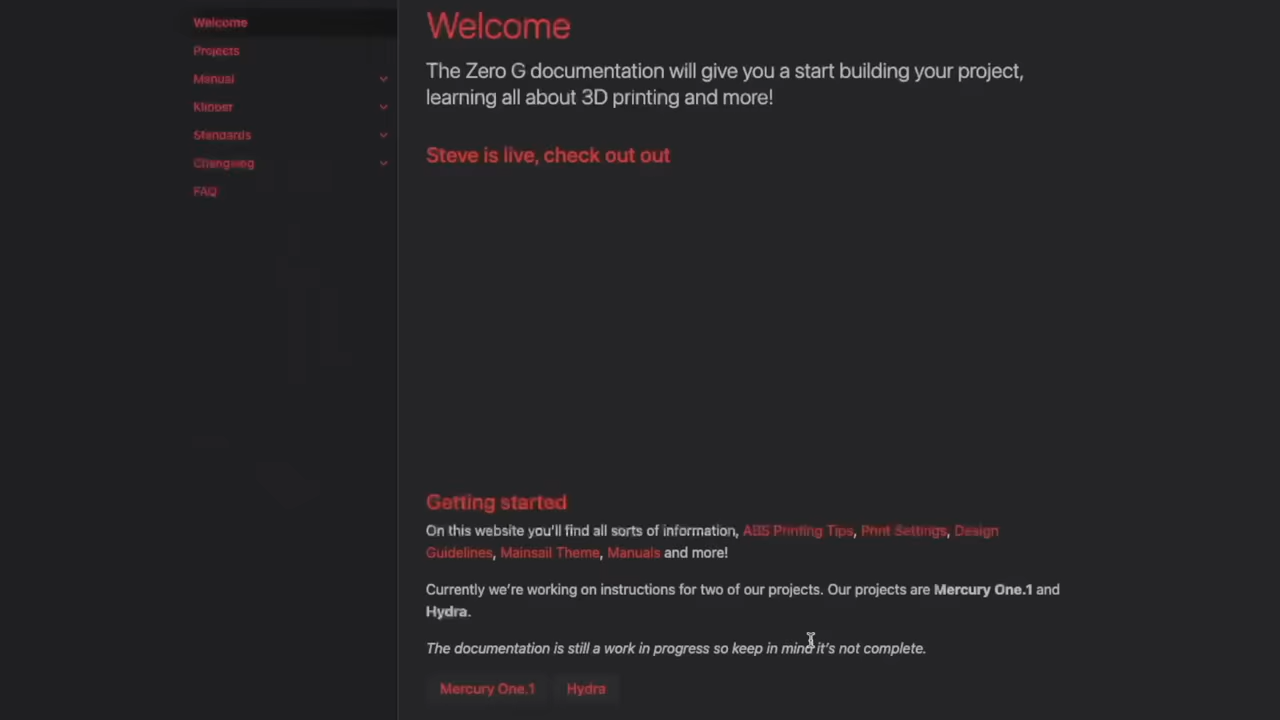 Welcome
Projects
Manual
Klipper
Standards
Changelog
FAQ
Welcome
The Zero G documentation will give you a start building your project,
learning all about 3D printing and more!
Steve is live, check out out
Getting started
On this website you'll find all sorts of information, ABS Printing Tips, Print Settings, Design
Guidelines, Mainsail Theme, Manuals and more!
Currently we're working on instructions for two of our projects. Our projects are Mercury One.1 and
Hydra.
The documentation is still a work in progress so keep in mind it's not complete.
Mercury One.1 Hydra